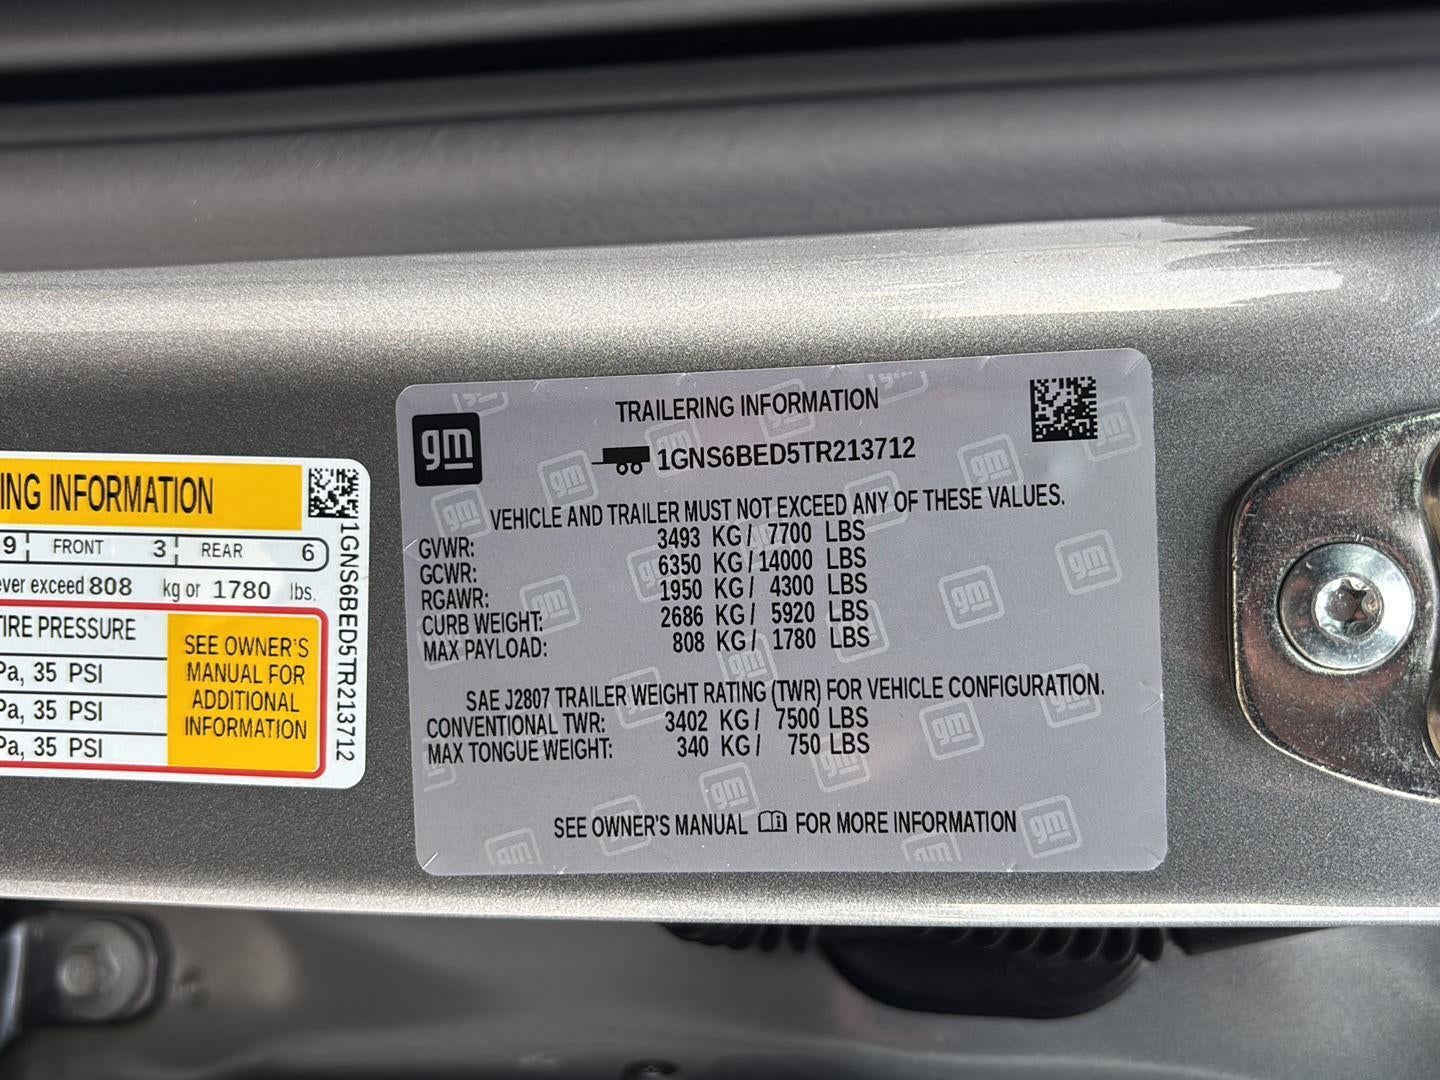 ING INFORMATION
9 FRONT 3 REAR 6
ever exceed 808 kg or 1780 lbs.
TIRE PRESSURE
Pa, 35 PSI
Pa, 35 PSI
Pa, 35 PSI
SEE OWNER'S
MANUAL FOR
ADDITIONAL
INFORMATION
1GNS6BED5TR213712
gm
TRAILERING INFORMATION
1GNS6BED5TR213712
VEHICLE AND TRAILER MUST NOT EXCEED ANY OF THESE VALUES.
GVWR: 3493 KG / 7700 LBS
GCWR: 6350 KG / 14000 LBS
RGAWR: 1950 KG / 4300 LBS
CURB WEIGHT: 2686 KG / 5920 LBS
MAX PAYLOAD: 808 KG / 1780 LBS
SAE J2807 TRAILER WEIGHT RATING (TWR) FOR VEHICLE CONFIGURATION.
CONVENTIONAL TWR: 3402 KG / 7500 LBS
MAX TONGUE WEIGHT: 340 KG / 750 LBS
SEE OWNER'S MANUAL FOR MORE INFORMATION